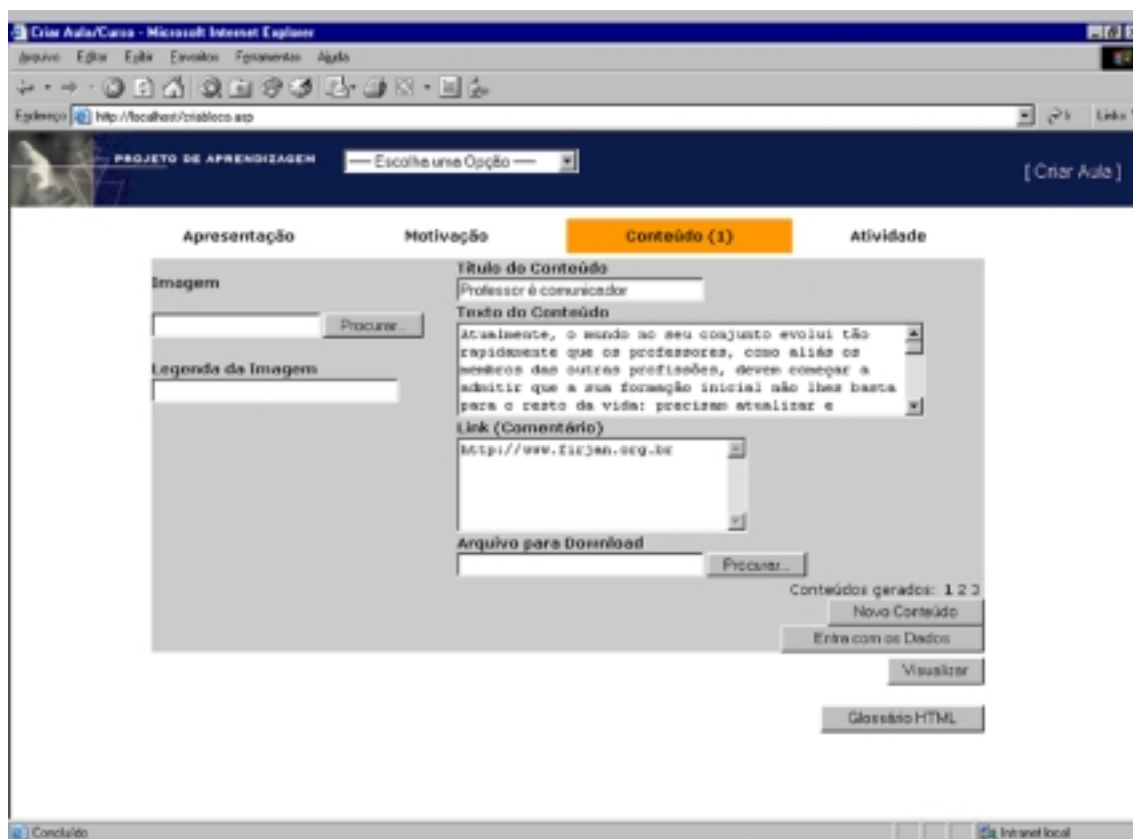 Criar Aula/Curso - Microsoft Internet Explorer
Arquivo Editar Exibir Favoritos Ferramentas Ajuda
Endereço http://localhost/criabloco.asp Ir Links
PROJETO DE APRENDIZAGEM
---- Escolha uma Opção ----
[ Criar Aula ]
Apresentação Motivação Conteúdo (1) Atividade
Imagem
Procurar...
Legenda da Imagem
Título do Conteúdo
Professor é comunicador
Texto do Conteúdo
Atualmente, o mundo no seu conjunto evolui tão
rapidamente que os professores, como aliás os
membros das outras profissões, devem começar a
admitir que a sua formação inicial não lhes basta
para o resto da vida: precisam atualizar e
Link (Comentário)
http://www.firjan.org.br
Arquivo para Download
Procurar...
Conteúdos gerados: 1 2 3
Novo Conteúdo
Entra com os Dados
Visualizar
Glossário HTML
Concluído
Intranet local